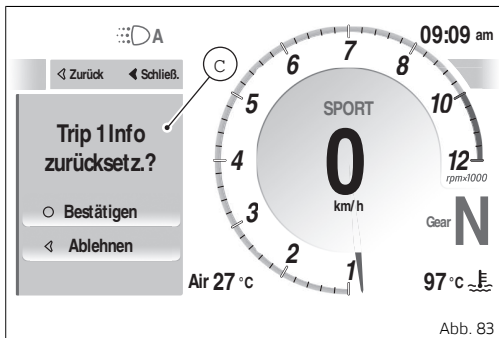 A
09:09 am
Zurück Schließ.
C
Trip 1 Info
zurücksetz.?
Bestätigen
Ablehnen
1
2
3
4
5
6
7
8
10
12
rpm×1000
SPORT
0
km/h
Gear N
Air 27 °C
97 °C
Abb. 83